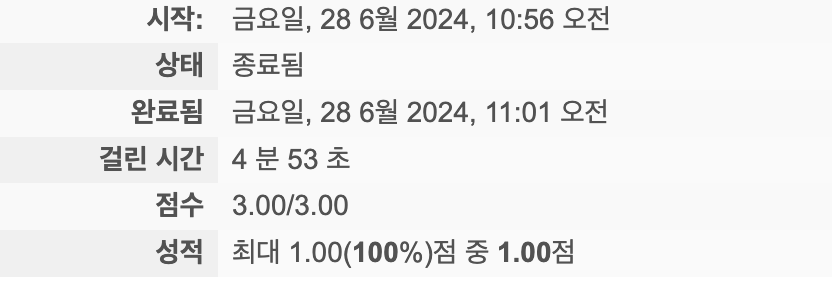 시작: 금요일, 28 6월 2024, 10:56 오전
상태 종료됨
완료됨 금요일, 28 6월 2024, 11:01 오전
걸린 시간 4 분 53 초
점수 3.00/3.00
성적 최대 1.00(100%)점 중 1.00점